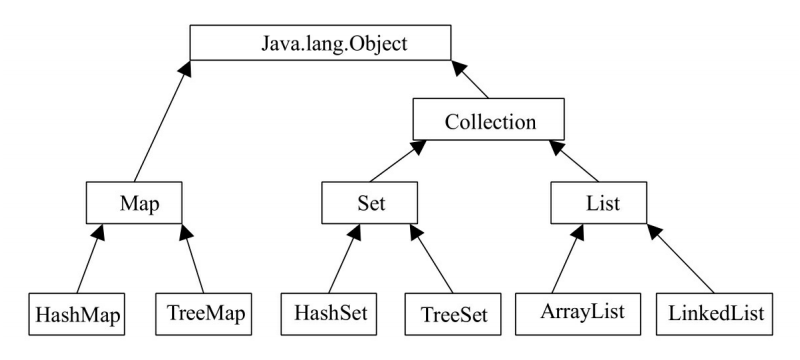 Java.lang.Object
Collection
Map
Set
List
HashMap
TreeMap
HashSet
TreeSet
ArrayList
LinkedList